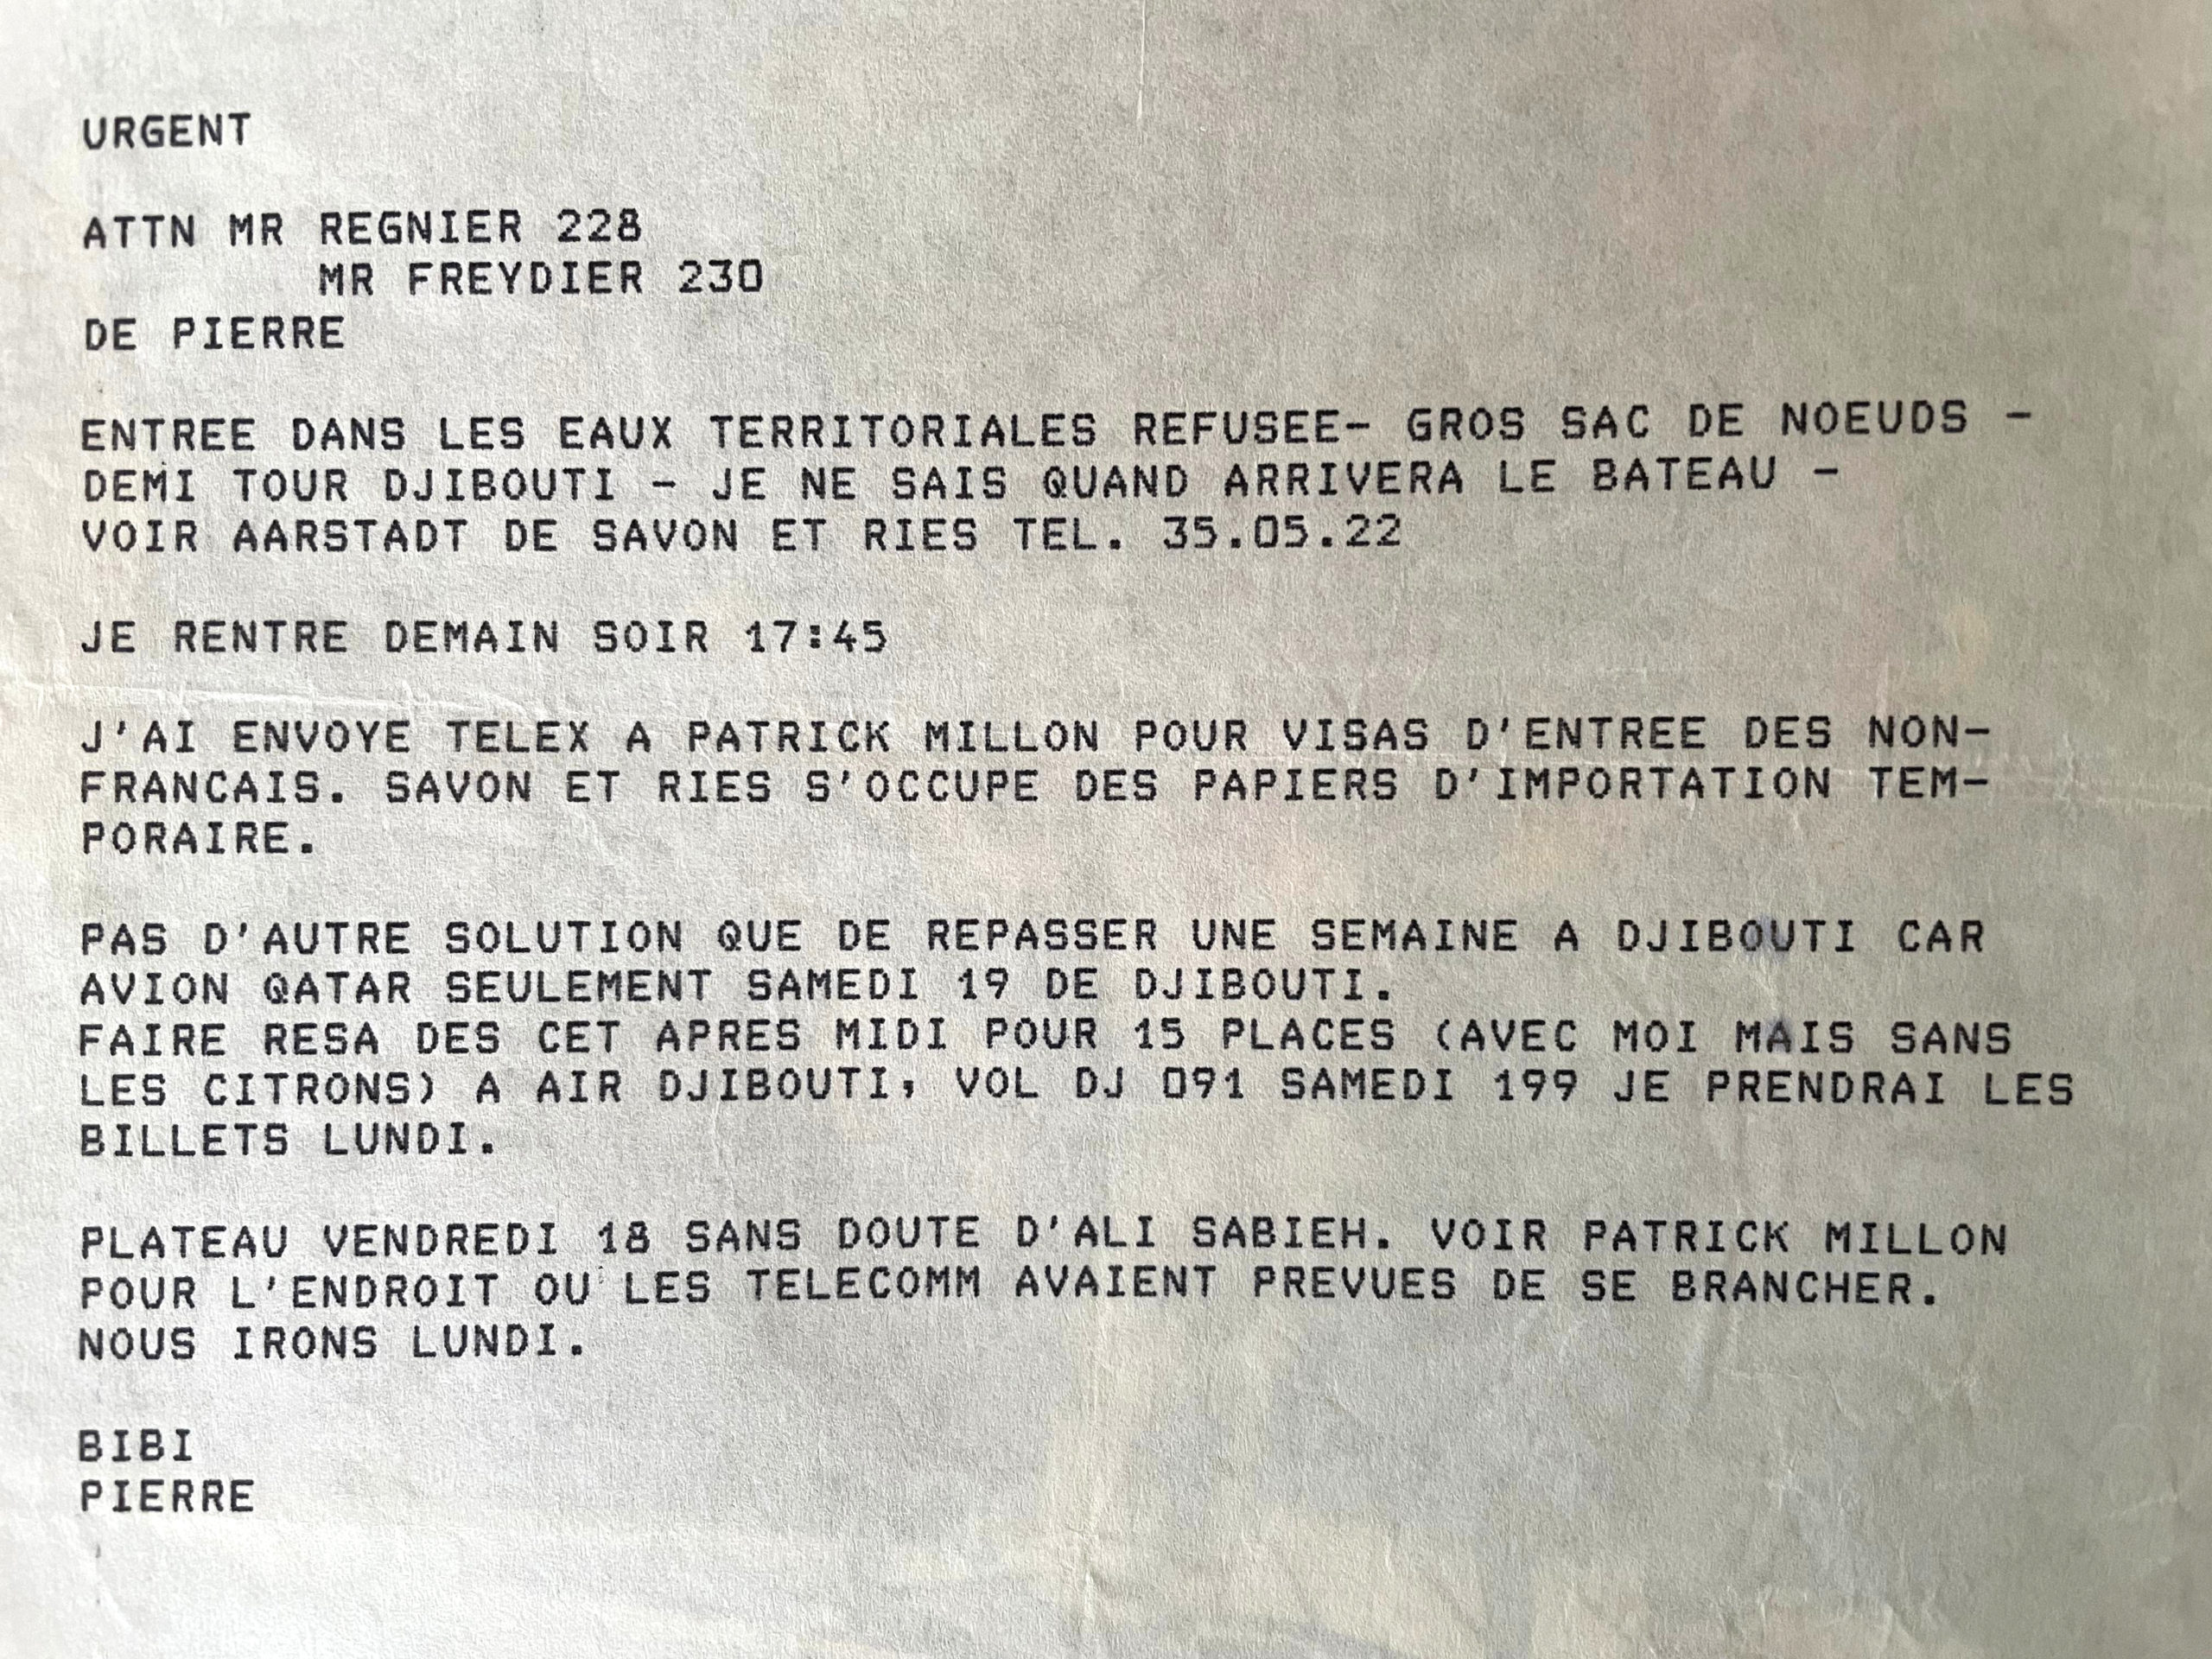 URGENT
ATTN MR REGNIER 228
MR FREYDIER 230
DE PIERRE
ENTREE DANS LES EAUX TERRITORIALES REFUSEE- GROS SAC DE NOEUDS -
DEMI TOUR DJIBOUTI - JE NE SAIS QUAND ARRIVERA LE BATEAU -
VOIR AARSTADT DE SAVON ET RIES TEL. 35.05.22
JE RENTRE DEMAIN SOIR 17:45
J'AI ENVOYE TELEX A PATRICK MILLON POUR VISAS D'ENTREE DES NON-
FRANCAIS. SAVON ET RIES S'OCCUPE DES PAPIERS D'IMPORTATION TEM-
PORAIRE.
PAS D'AUTRE SOLUTION QUE DE REPASSER UNE SEMAINE A DJIBOUTI CAR
AVION QATAR SEULEMENT SAMEDI 19 DE DJIBOUTI.
FAIRE RESA DES CET APRES MIDI POUR 15 PLACES (AVEC MOI MAIS SANS
LES CITRONS) A AIR DJIBOUTI, VOL DJ 091 SAMEDI 199 JE PRENDRAI LES
BILLETS LUNDI.
PLATEAU VENDREDI 18 SANS DOUTE D'ALI SABIEH. VOIR PATRICK MILLON
POUR L'ENDROIT OU LES TELECOMM AVAIENT PREVUES DE SE BRANCHER.
NOUS IRONS LUNDI.
BIBI
PIERRE